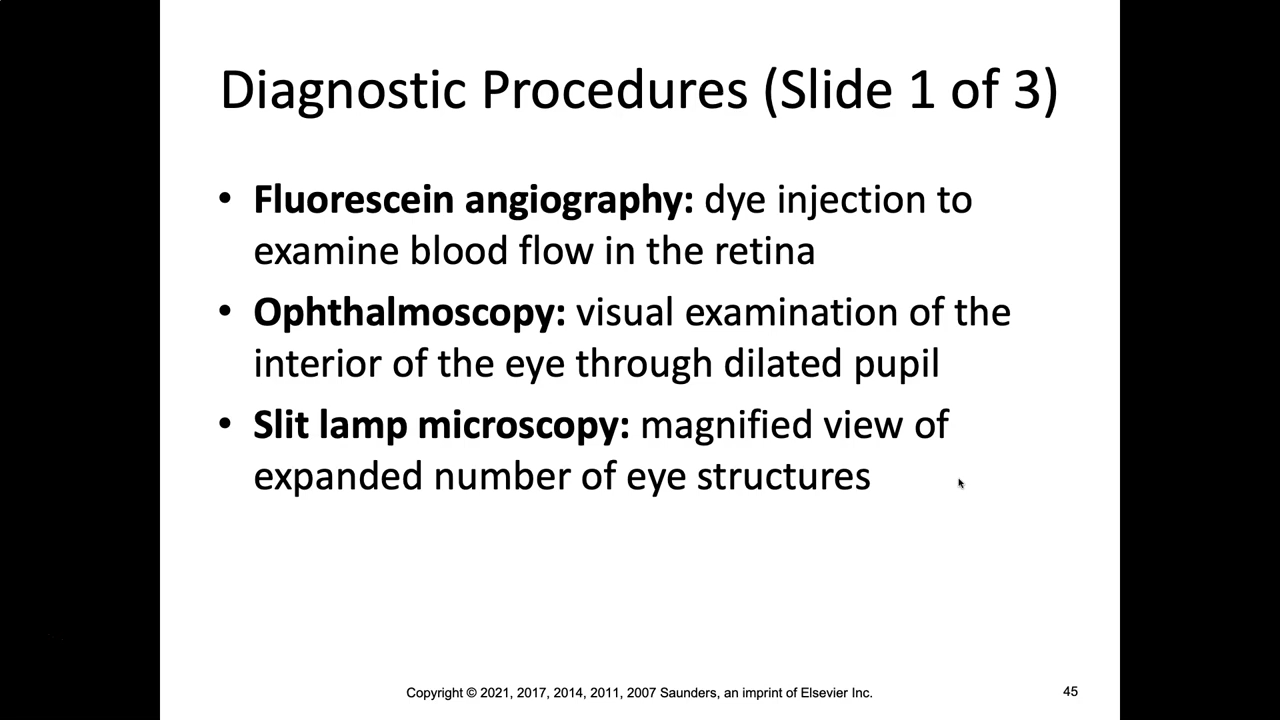 Diagnostic Procedures (Slide 1 of 3)
• Fluorescein angiography: dye injection to
examine blood flow in the retina
• Ophthalmoscopy: visual examination of the
interior of the eye through dilated pupil
• Slit lamp microscopy: magnified view of
expanded number of eye structures
Copyright © 2021, 2017, 2014, 2011, 2007 Saunders, an imprint of Elsevier Inc.
45